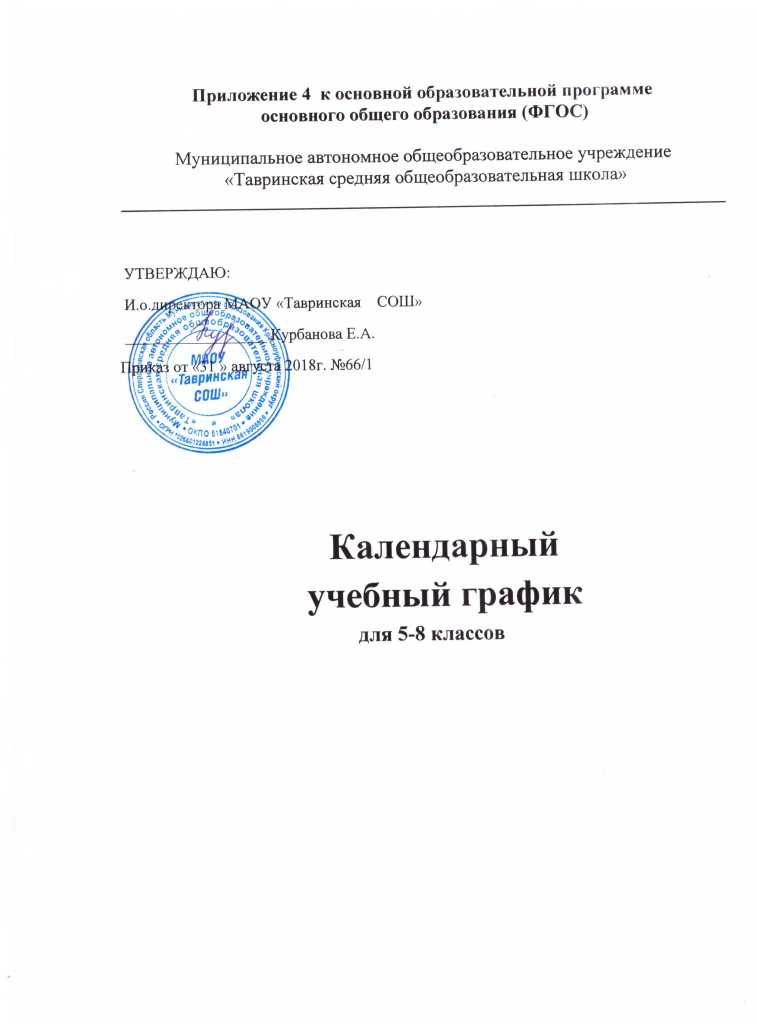 Приложение 4 к основной образовательной программе
основного общего образования (ФГОС)
Муниципальное автономное общеобразовательное учреждение
«Тавринская средняя общеобразовательная школа»
УТВЕРЖДАЮ:
И.о.директора МАОУ «Тавринская СОШ»
Курбанова Е.А.
Приказ от «31 » августа 2018г. №66/1
МАОУ
«Тавринская
СОШ»
Календарный
учебный график
для 5-8 классов